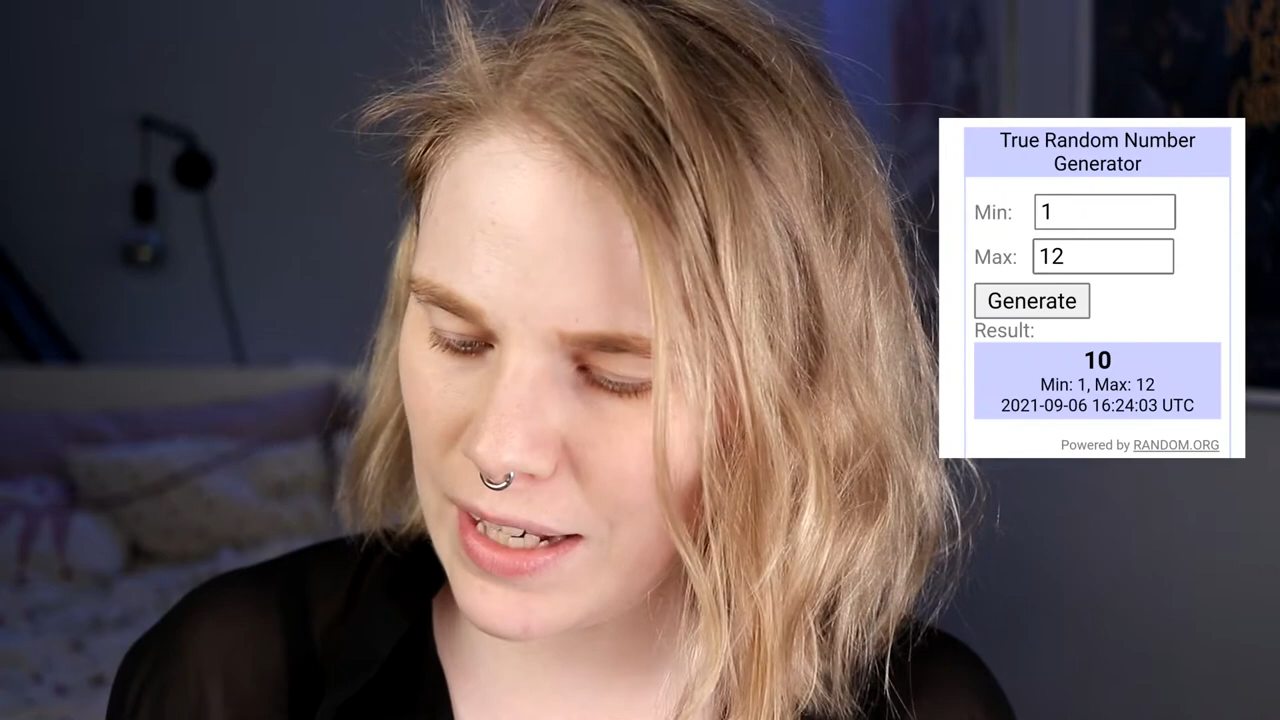 True Random Number
Generator
Min: 1
Max: 12
Generate
Result:
10
Min: 1, Max: 12
2021-09-06 16:24:03 UTC
Powered by RANDOM.ORG